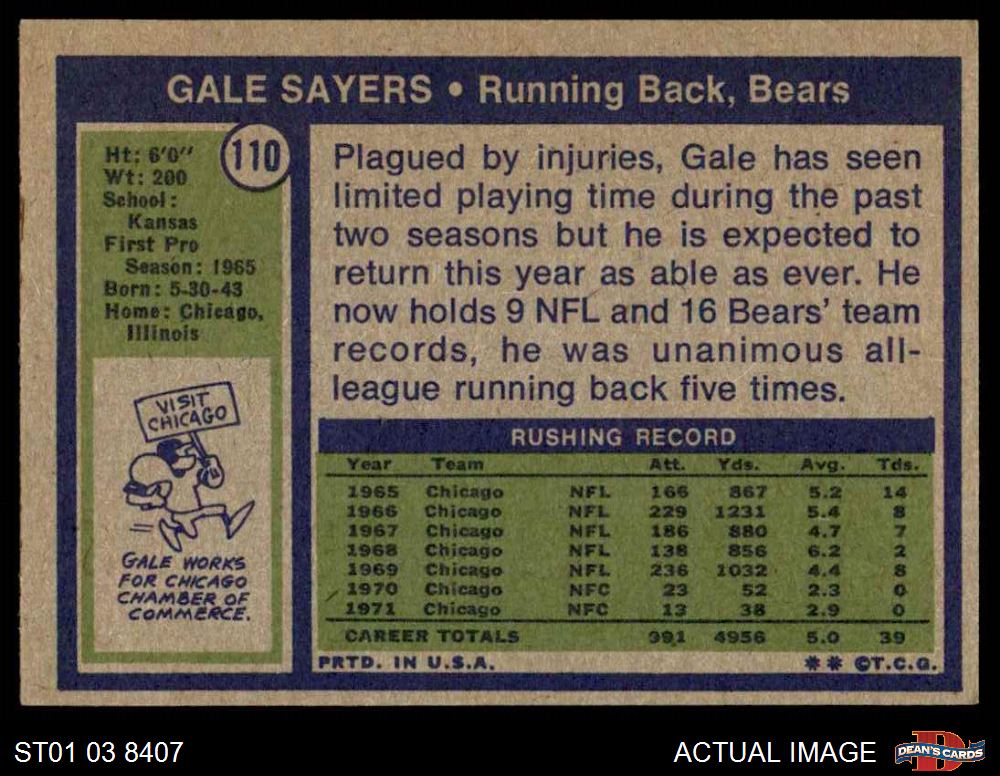 GALE SAYERS • Running Back, Bears
110
Ht: 6'0''
Wt: 200
School:
Kansas
First Pro
Season: 1965
Born: 5-30-43
Home: Chicago,
Illinois
VISIT
CHICAGO
GALE WORKS
FOR CHICAGO
CHAMBER OF
COMMERCE.
Plagued by injuries, Gale has seen
limited playing time during the past
two seasons but he is expected to
return this year as able as ever. He
now holds 9 NFL and 16 Bears' team
records, he was unanimous all-
league running back five times.
RUSHING RECORD
Year Team Att. Yds. Avg. Tds.
1965 Chicago NFL 166 867 5.2 14
1966 Chicago NFL 229 1231 5.4 8
1967 Chicago NFL 186 880 4.7 7
1968 Chicago NFL 138 856 6.2 2
1969 Chicago NFL 236 1032 4.4 8
1970 Chicago NFC 23 52 2.3 0
1971 Chicago NFC 13 38 2.9 0
CAREER TOTALS 991 4956 5.0 39
PRTD. IN U.S.A. ** ©T.C.G.
ST01 03 8407
ACTUAL IMAGE
DEAN'S CARDS